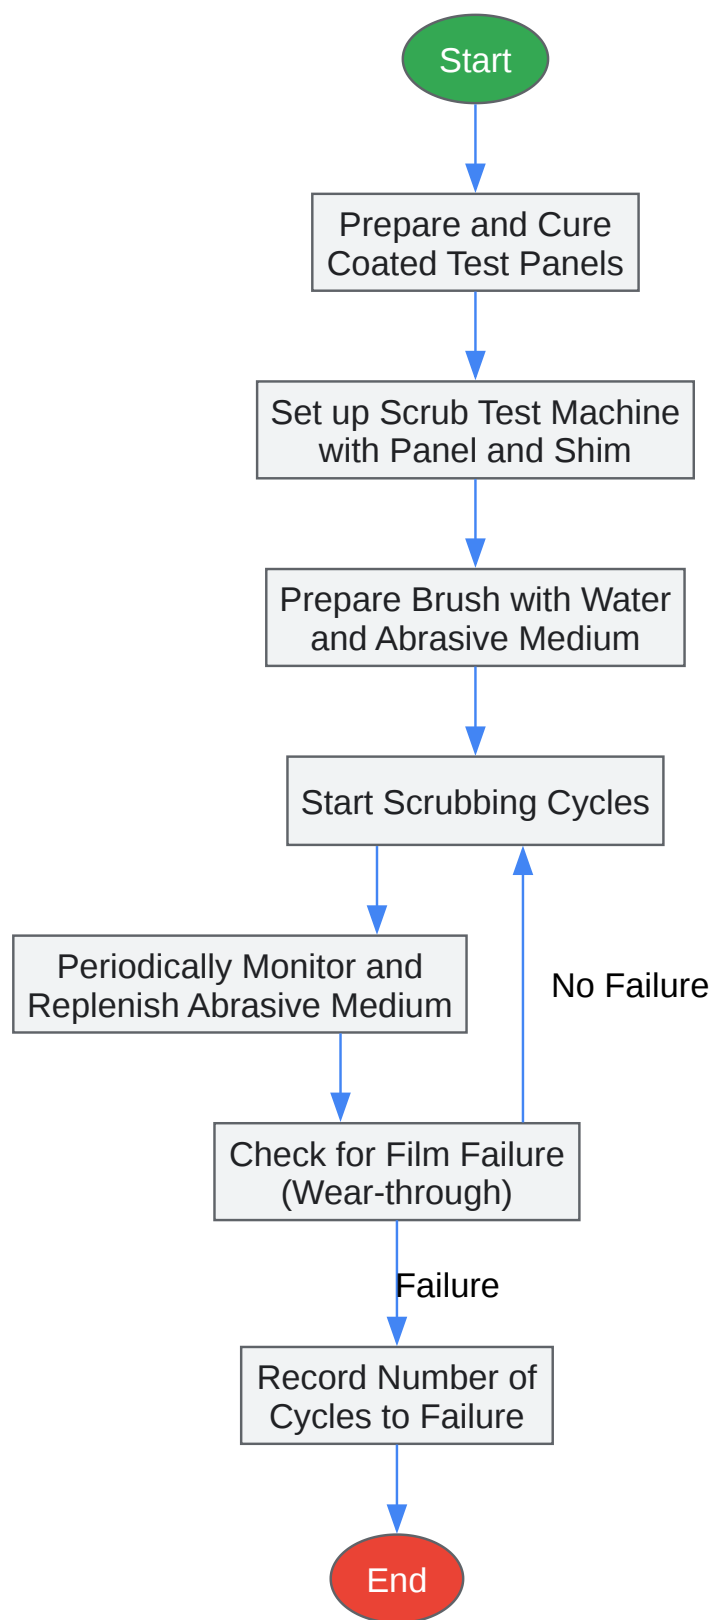 Start
Prepare and Cure
Coated Test Panels
Set up Scrub Test Machine
with Panel and Shim
Prepare Brush with Water
and Abrasive Medium
Start Scrubbing Cycles
Periodically Monitor and
Replenish Abrasive Medium
No Failure
Check for Film Failure
(Wear-through)
Failure
Record Number of
Cycles to Failure
End